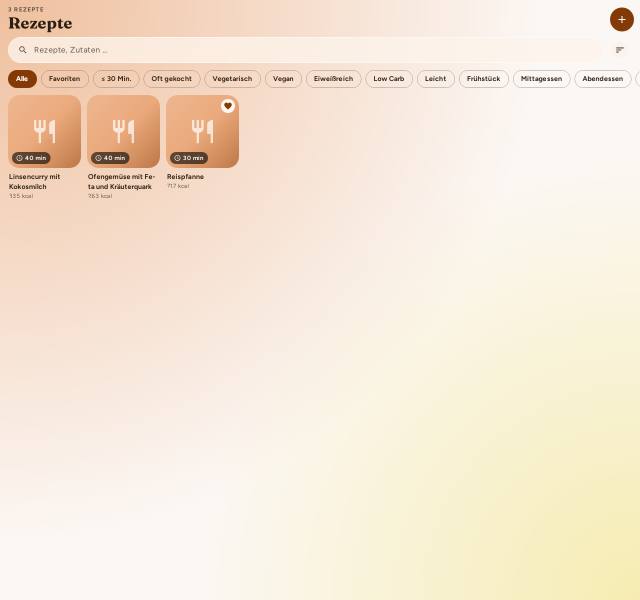 3 REZEPTE
Rezepte
Rezepte, Zutaten …
Alle
Favoriten
≤ 30 Min.
Oft gekocht
Vegetarisch
Vegan
Eiweißreich
Low Carb
Leicht
Frühstück
Mittagessen
Abendessen
40 min
40 min
30 min
Linsencurry mit
Kokosmilch
kcal
Ofengemüse mit Fe-
ta und Kräuterquark
kcal
Reispfanne
717 kcal